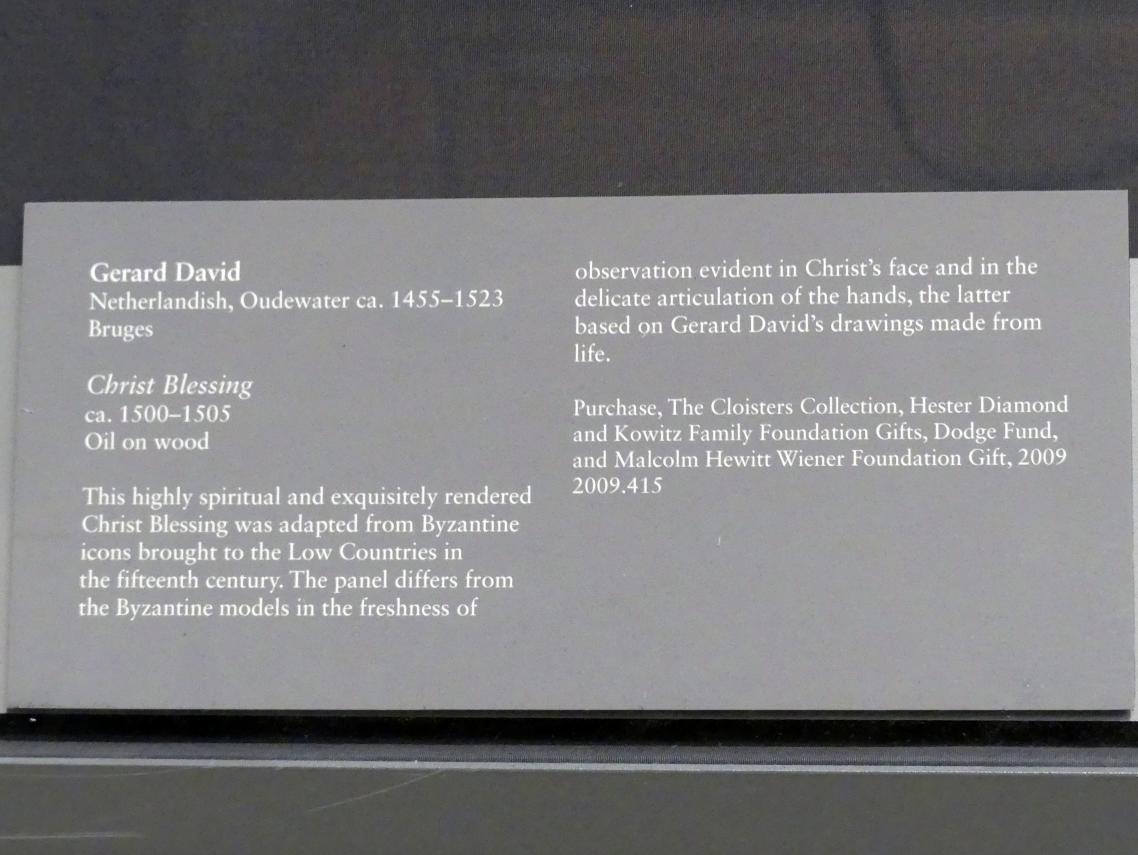 Gerard David
Netherlandish, Oudewater ca. 1455–1523
Bruges
Christ Blessing
ca. 1500–1505
Oil on wood
This highly spiritual and exquisitely rendered
Christ Blessing was adapted from Byzantine
icons brought to the Low Countries in
the fifteenth century. The panel differs from
the Byzantine models in the freshness of
observation evident in Christ's face and in the
delicate articulation of the hands, the latter
based on Gerard David's drawings made from
life.
Purchase, The Cloisters Collection, Hester Diamond
and Kowitz Family Foundation Gifts, Dodge Fund,
and Malcolm Hewitt Wiener Foundation Gift, 2009
2009.415